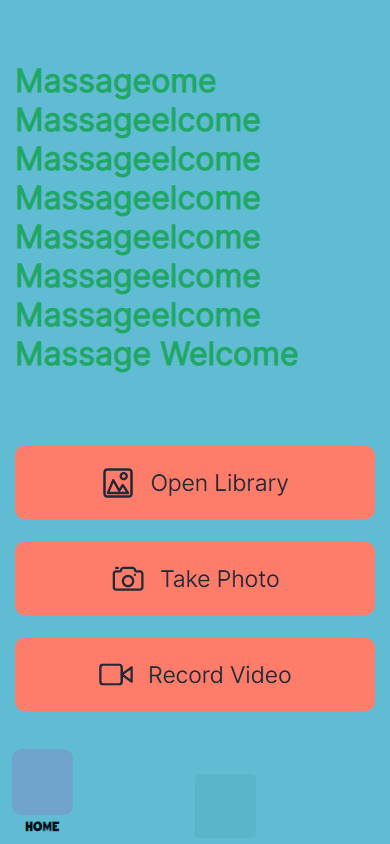 Massageome
Massageelcome
Massageelcome
Massageelcome
Massageelcome
Massageelcome
Massageelcome
Massage Welcome
Open Library
Take Photo
Record Video
HOME